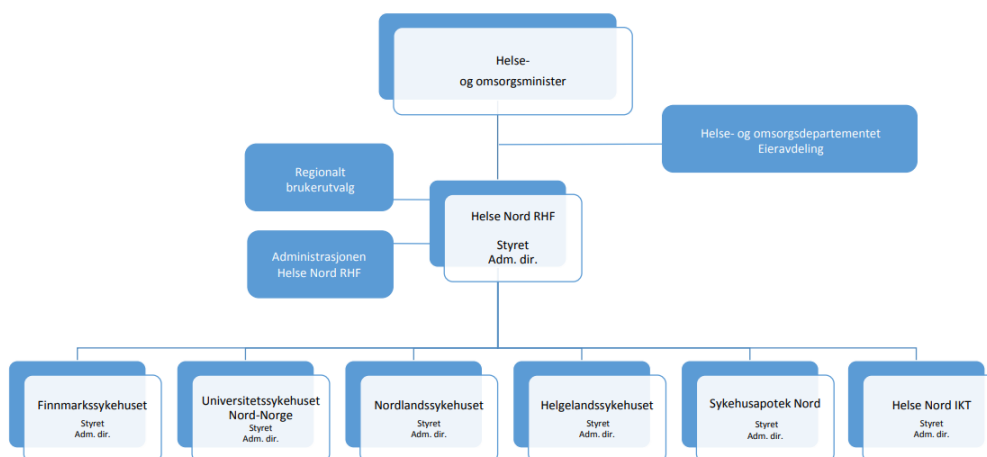 Helse-
og omsorgsminister
Helse- og omsorgsdepartementet
Eieravdeling
Regionalt
brukerutvalg
Helse Nord RHF
Styret
Adm. dir.
Administrasjonen
Helse Nord RHF
Finnmarkssykehuset
Styret
Adm. dir.
Universitetssykehuset
Nord-Norge
Styret
Adm. dir.
Nordlandssykehuset
Styret
Adm. dir.
Helgelandssykehuset
Styret
Adm. dir.
Sykehusapotek Nord
Styret
Adm. dir.
Helse Nord IKT
Styret
Adm. dir.